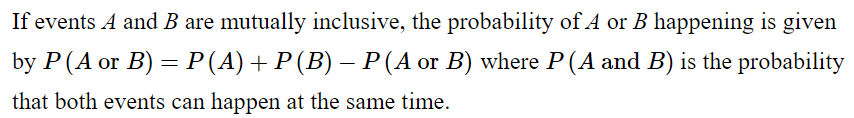 If events A and B are mutually inclusive, the probability of A or B happening is given
by P (A or B) = P (A) + P (B) − P (A or B) where P (A and B) is the probability
that both events can happen at the same time.